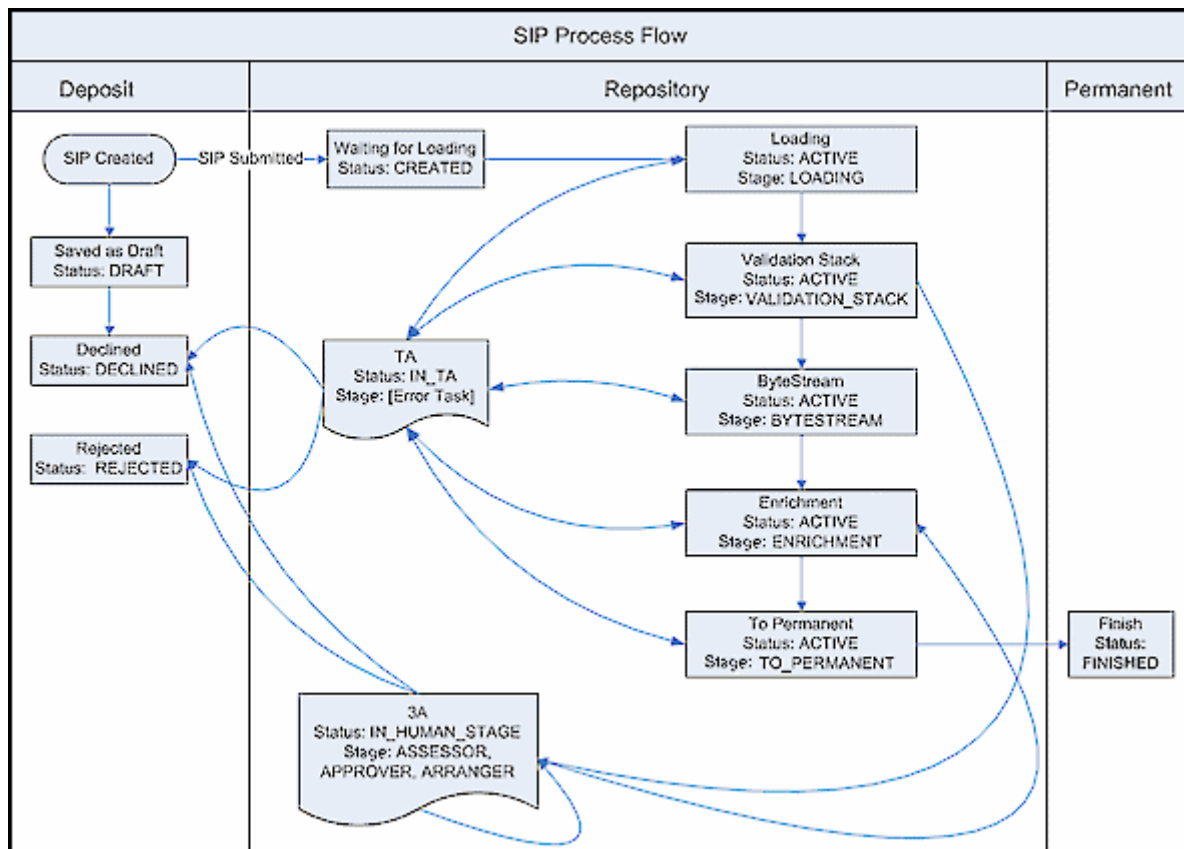 SIP Process Flow
Deposit
Repository
Permanent
SIP Created
SIP Submitted
Waiting for Loading
Status: CREATED
Loading
Status: ACTIVE
Stage: LOADING
Saved as Draft
Status: DRAFT
Validation Stack
Status: ACTIVE
Stage: VALIDATION_STACK
Declined
Status: DECLINED
TA
Status: IN_TA
Stage: [Error Task]
ByteStream
Status: ACTIVE
Stage: BYTESTREAM
Rejected
Status: REJECTED
Enrichment
Status: ACTIVE
Stage: ENRICHMENT
To Permanent
Status: ACTIVE
Stage: TO_PERMANENT
Finish
Status:
FINISHED
3A
Status: IN_HUMAN_STAGE
Stage: ASSESSOR,
APPROVER, ARRANGER